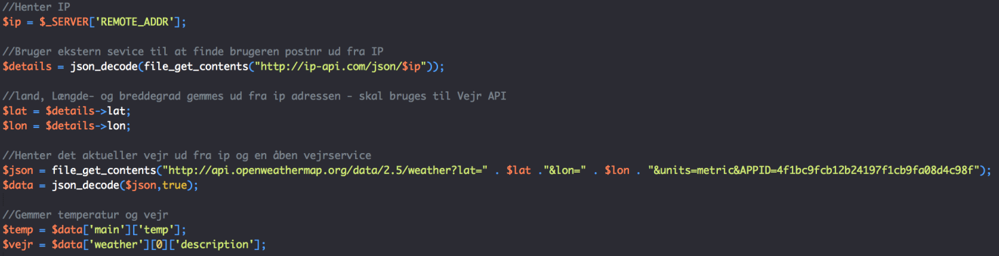 //Henter IP
$ip = $_SERVER['REMOTE_ADDR'];
//Bruger ekstern sevice til at finde brugeren postnr ud fra IP
$details = json_decode(file_get_contents("http://ip-api.com/json/$ip"));
//land, Længde- og breddegrad gemmes ud fra ip adressen - skal bruges til Vejr API
$lat = $details->lat;
$lon = $details->lon;
//Henter det aktueller vejr ud fra ip og en åben vejrservice
$json = file_get_contents("http://api.openweathermap.org/data/2.5/weather?lat=" . $lat ."&lon=" . $lon . "&units=metric&APPID=4f1bc9fcb12b24197f1cb9fa08d4c98f");
$data = json_decode($json,true);
//Gemmer temperatur og vejr
$temp = $data['main']['temp'];
$vejr = $data['weather'][0]['description'];